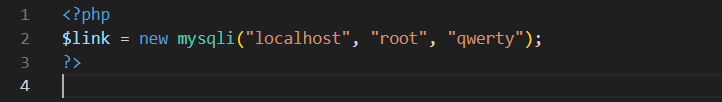 1 <?php
2 $link = new mysqli("localhost", "root", "qwerty");
3 ?>
4